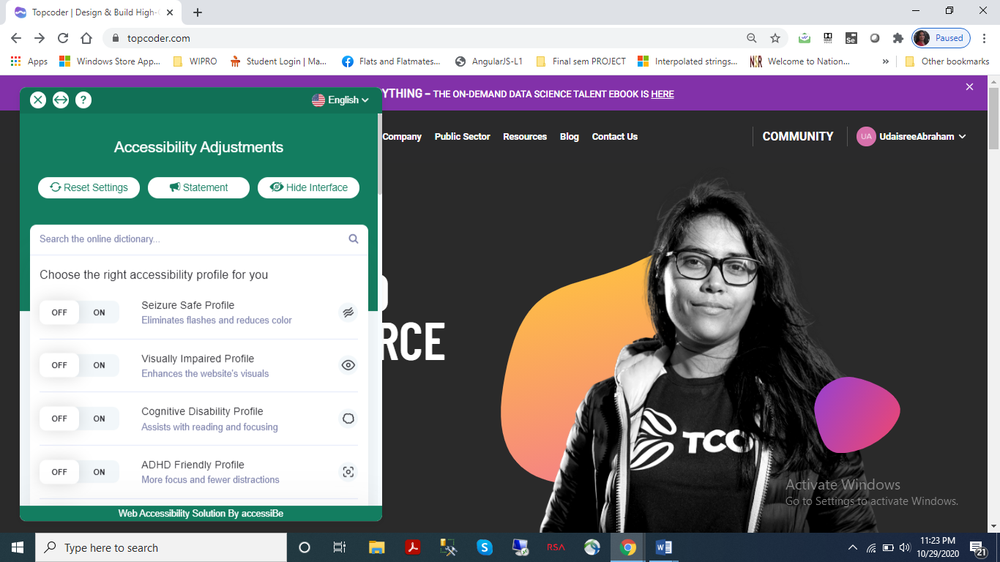 Topcoder | Design & Build High-
topcoder.com
Paused
Apps
Windows Store App...
WIPRO
Student Login | Ma...
Flats and Flatmates...
AngularJS-L1
Final sem PROJECT
Interpolated strings...
NSR Welcome to Nation...
»
Other bookmarks
YTHING – THE ON-DEMAND DATA SCIENCE TALENT EBOOK IS HERE
?
English
Company
Public Sector
Resources
Blog
Contact Us
COMMUNITY
UA UdaisreeAbraham
Accessibility Adjustments
Reset Settings
Statement
Hide Interface
Search the online dictionary...
Choose the right accessibility profile for you
OFF ON
Seizure Safe Profile
Eliminates flashes and reduces color
OFF ON
Visually Impaired Profile
Enhances the website's visuals
OFF ON
Cognitive Disability Profile
Assists with reading and focusing
OFF ON
ADHD Friendly Profile
More focus and fewer distractions
Web Accessibility Solution By accessiBe
RCE
TCO
Activate Windows
Go to Settings to activate Windows.
Type here to search
RSA
11:23 PM
10/29/2020
21